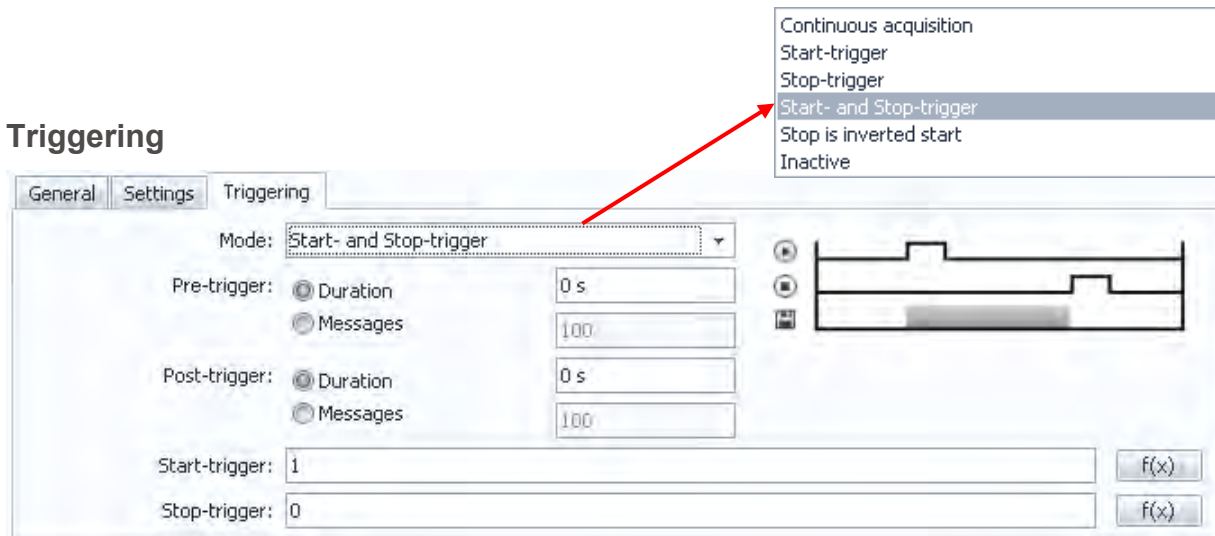 Continuous acquisition
Start-trigger
Stop-trigger
Start- and Stop-trigger
Stop is inverted start
Inactive
Triggering
General Settings Triggering
Mode: Start- and Stop-trigger
Pre-trigger: Duration 0 s
Messages 100
Post-trigger: Duration 0 s
Messages 100
Start-trigger: 1 f(x)
Stop-trigger: 0 f(x)